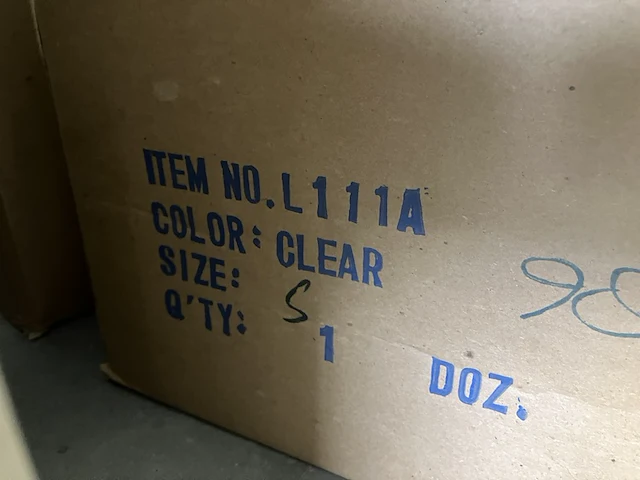 ITEM NO. L111A
COLOR: CLEAR
SIZE: S
Q'TY: 1 DOZ.